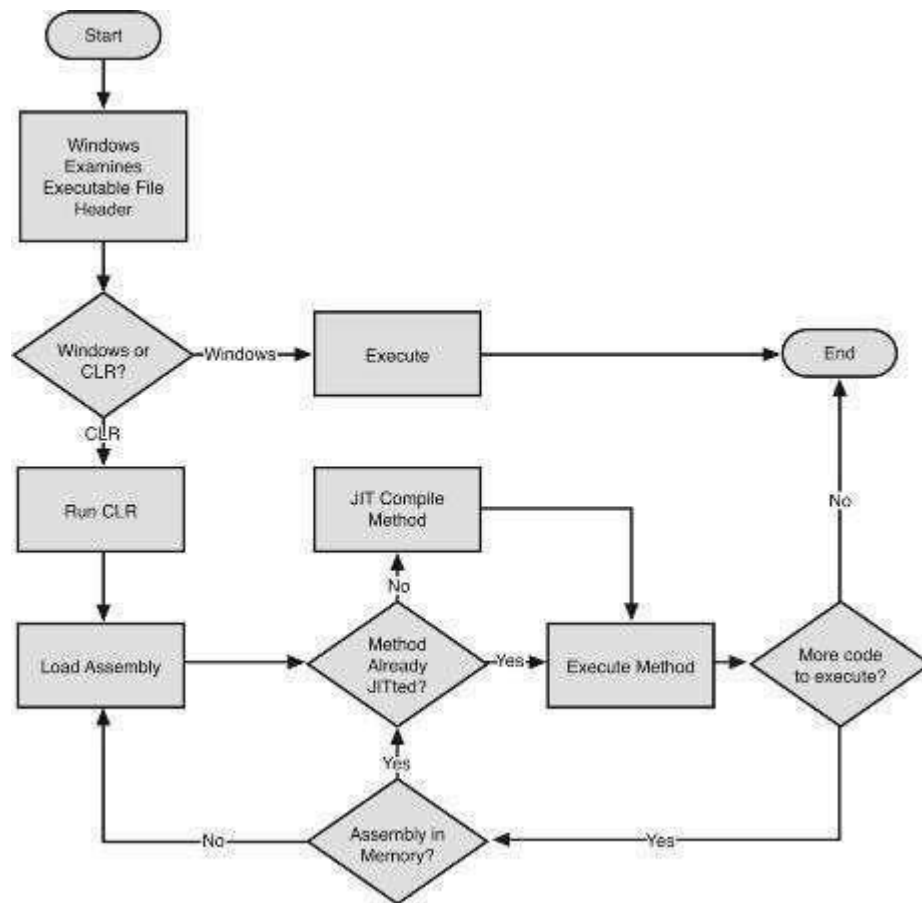 Start
Windows
Examines
Executable File
Header
Windows or
CLR?
Windows
Execute
End
CLR
Run CLR
JIT Compile
Method
No
No
Load Assembly
Method
Already
JITted?
Yes
Execute Method
More code
to execute?
Yes
Assembly in
Memory?
No
Yes